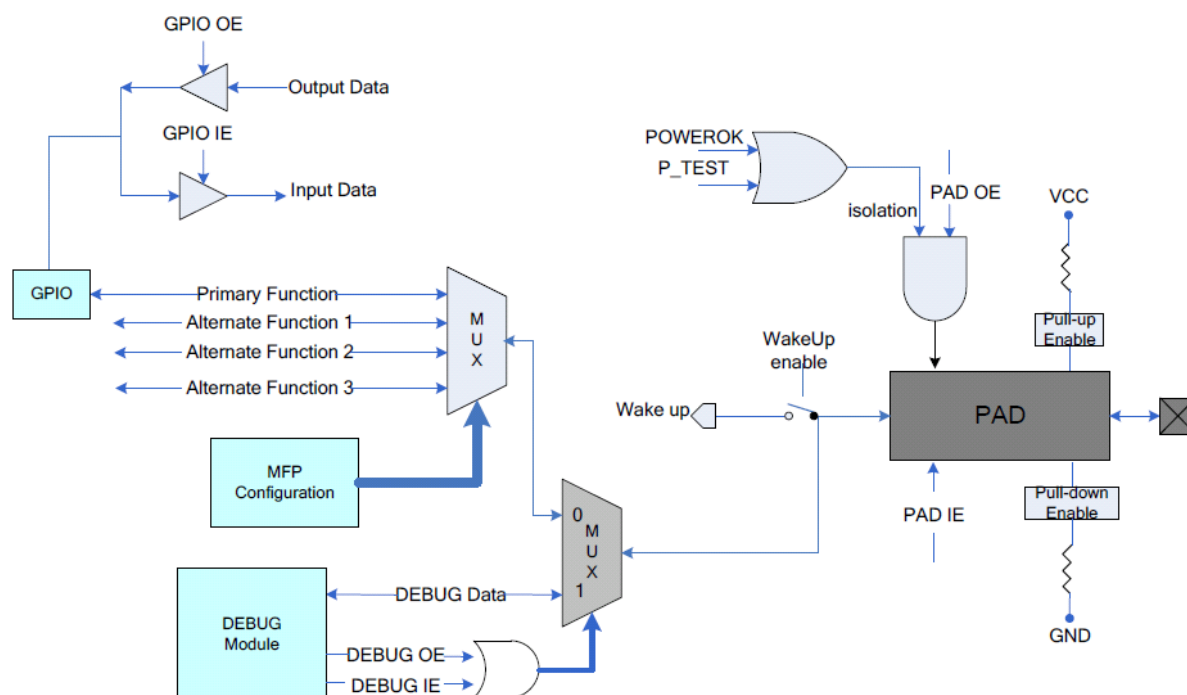 GPIO OE
Output Data
GPIO IE
Input Data
POWEROK
P_TEST
isolation
PAD OE
VCC
GPIO
Primary Function
Alternate Function 1
Alternate Function 2
Alternate Function 3
M
U
X
Pull-up
Enable
WakeUp
enable
Wake up
PAD
MFP
Configuration
Pull-down
Enable
PAD IE
0
M
U
X
1
DEBUG Data
DEBUG
Module
DEBUG OE
DEBUG IE
GND